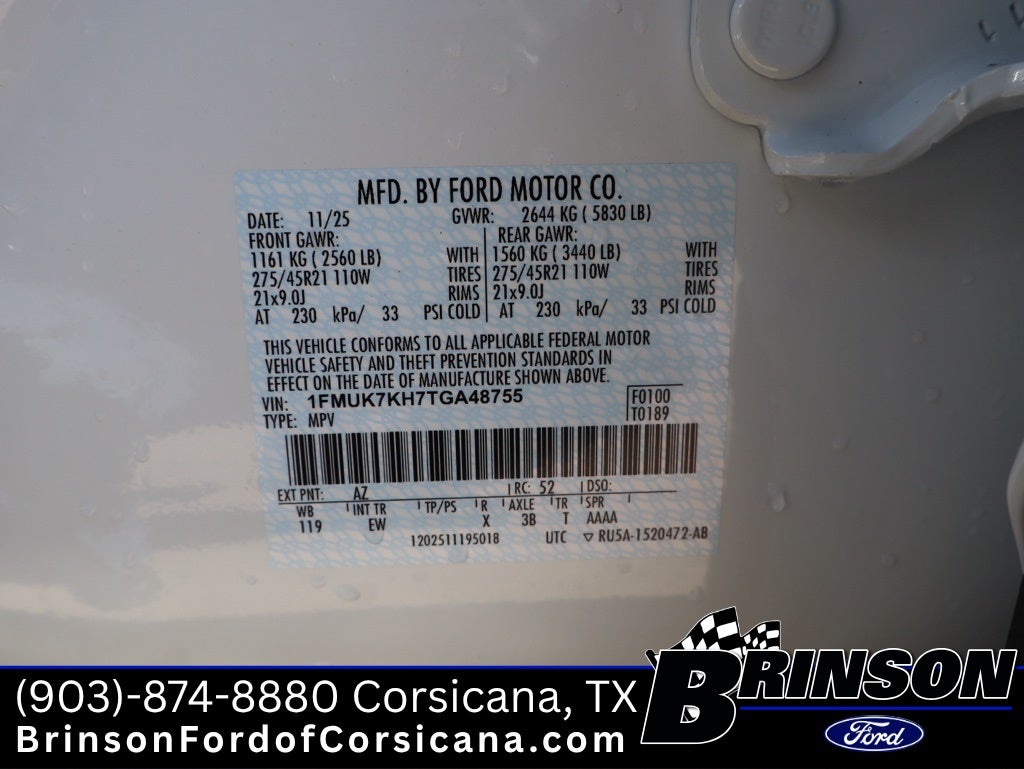 MFD. BY FORD MOTOR CO.
DATE: 11/25 GVWR: 2644 KG ( 5830 LB)
FRONT GAWR: REAR GAWR:
1161 KG ( 2560 LB) WITH 1560 KG ( 3440 LB) WITH
275/45R21 110W TIRES 275/45R21 110W TIRES
21x9.0J RIMS 21x9.0J RIMS
AT 230 kPa/ 33 PSI COLD AT 230 kPa/ 33 PSI COLD
THIS VEHICLE CONFORMS TO ALL APPLICABLE FEDERAL MOTOR
VEHICLE SAFETY AND THEFT PREVENTION STANDARDS IN
EFFECT ON THE DATE OF MANUFACTURE SHOWN ABOVE.
VIN: 1FMUK7KH7TGA48755 F0100
TYPE: MPV T0189
EXT PNT: AZ RC: 52 DSO:
WB INT TR TP/PS R AXLE TR SPR
119 EW X 3B T AAAA
1202511195018 UTC ▽ RU5A-1520472-AB
(903)-874-8880 Corsicana, TX
BrinsonFordofCorsicana.com
BRINSON
Ford